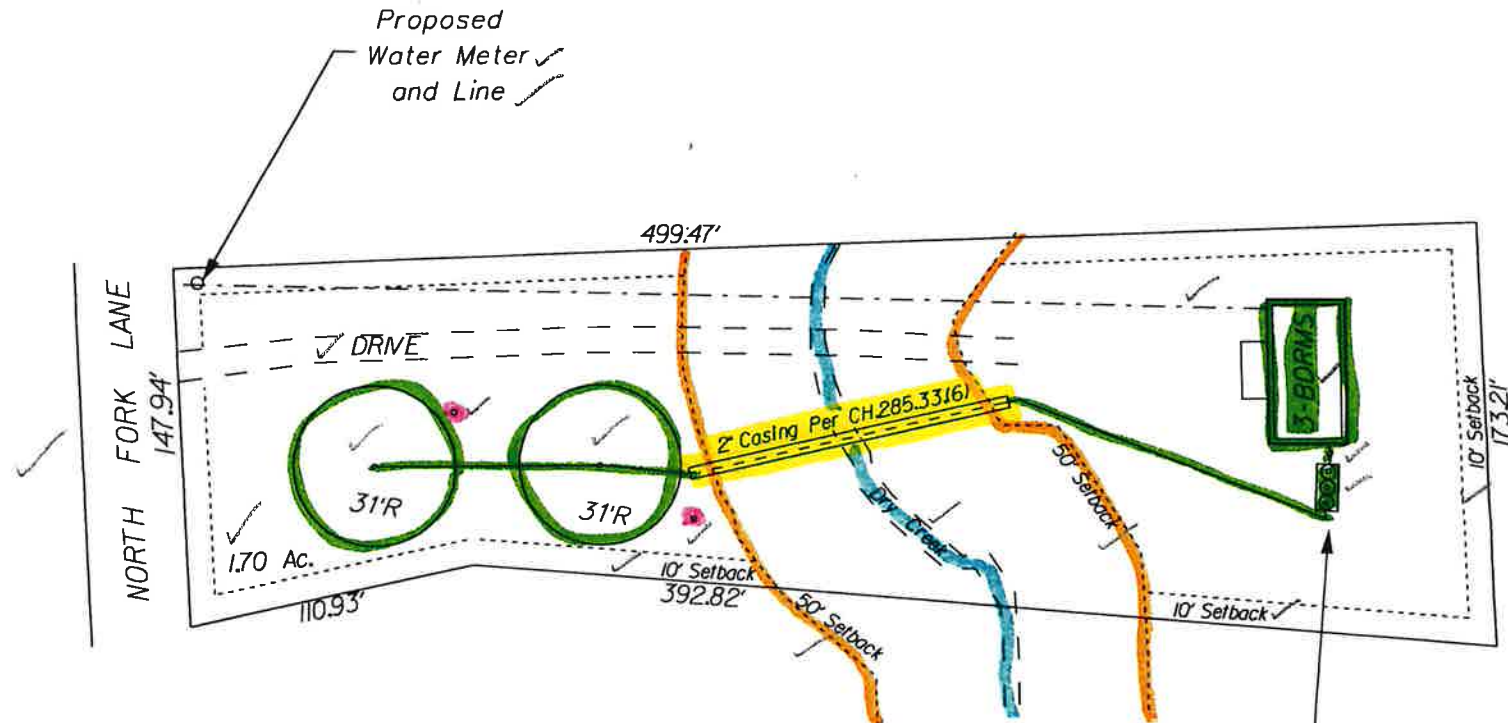 Proposed
Water Meter
and Line
499.47'
NORTH FORK LANE
147.94'
DRIVE
3-BDRMS
2" Casing Per CH.285.33(6)
10' Setback
173.21'
31'R
31'R
Dry Creek
50' Setback
1.70 Ac.
110.93'
10' Setback
392.82'
50' Setback
10' Setback